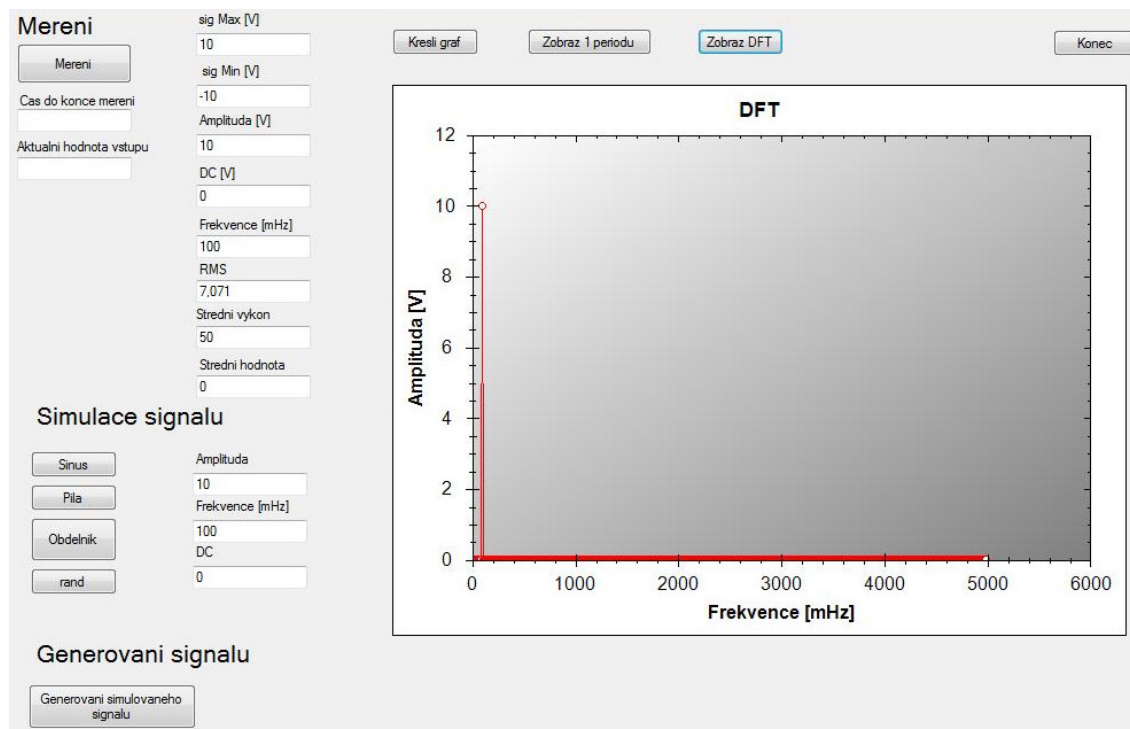 Mereni
Mereni
Cas do konce mereni
Aktualni hodnota vstupu
sig Max [V]
10
sig Min [V]
-10
Amplituda [V]
10
DC [V]
0
Frekvence [mHz]
100
RMS
7,071
Stredni vykon
50
Stredni hodnota
0
Kresli graf
Zobraz 1 periodu
Zobraz DFT
Konec
DFT
Amplituda [V]
12
10
8
6
4
2
0
0 1000 2000 3000 4000 5000 6000
Frekvence [mHz]
Simulace signalu
Sinus
Pila
Obdelnik
rand
Amplituda
10
Frekvence [mHz]
100
DC
0
Generovani signalu
Generovani simulovaneho
signalu